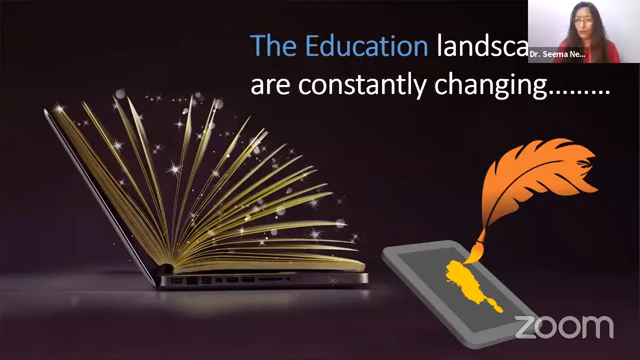 The Education landsca
are constantly changing.........
Dr. Seema Ne...
zoom